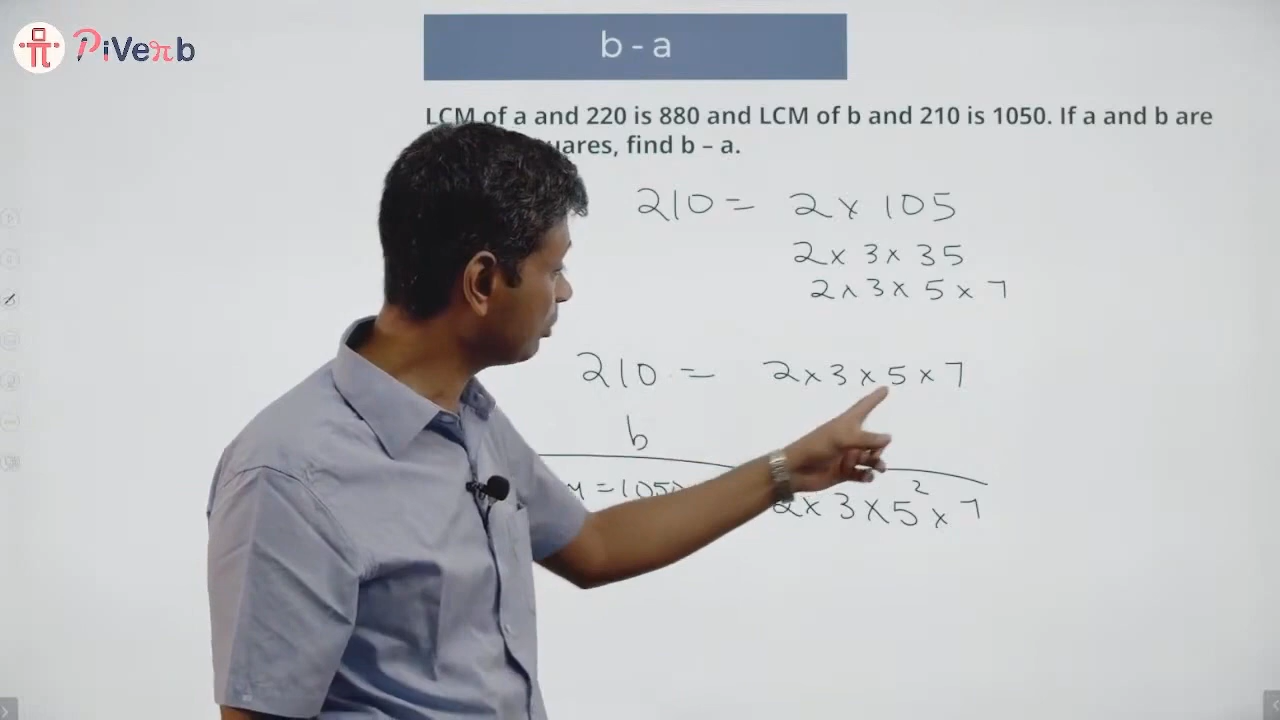 PiVerb
b - a
LCM of a and 220 is 880 and LCM of b and 210 is 1050. If a and b are
find b – a.
210 = 2 x 105
2 x 3 x 35
2 x 3 x 5 x 7
210 = 2 x 3 x 5 x 7
b
= 1050 2 x 3 x 5² x 7